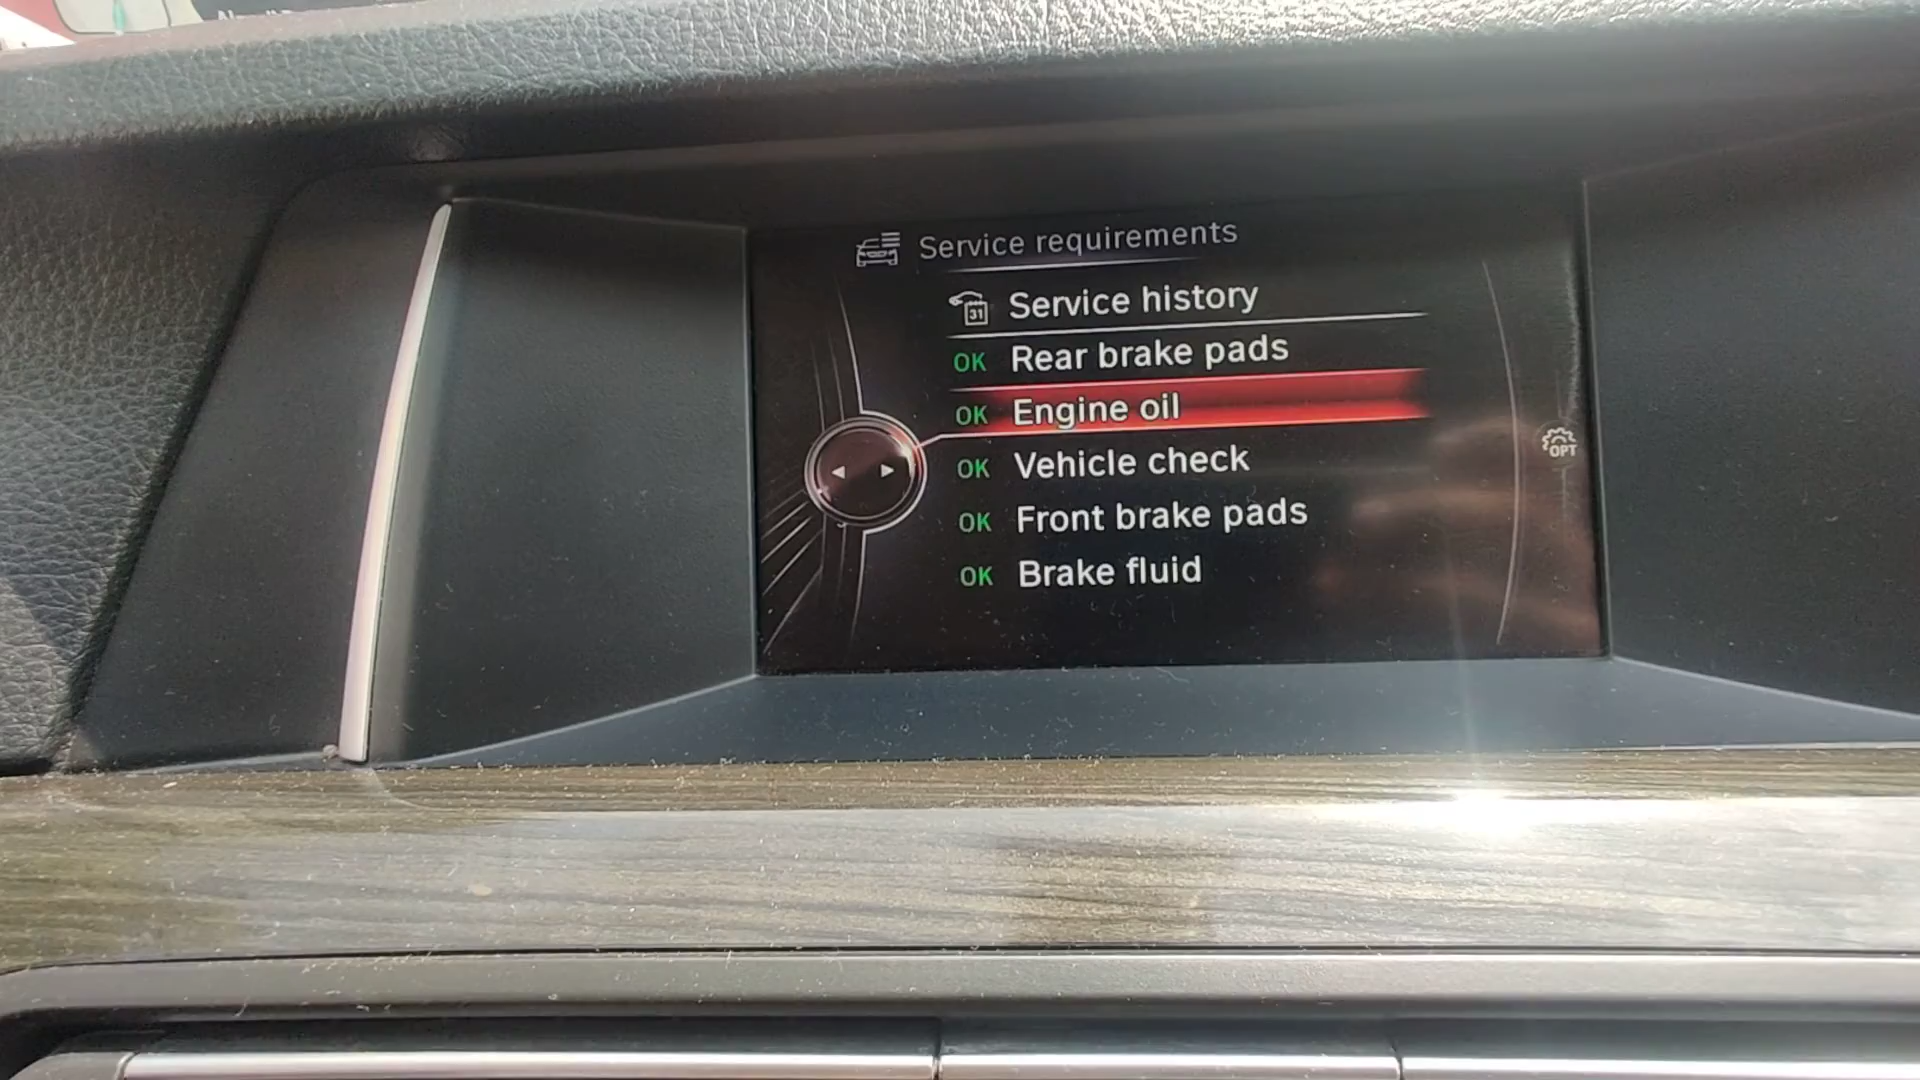 Service requirements
31 Service history
OK Rear brake pads
OK Engine oil
OK Vehicle check
OK Front brake pads
OK Brake fluid
OPT